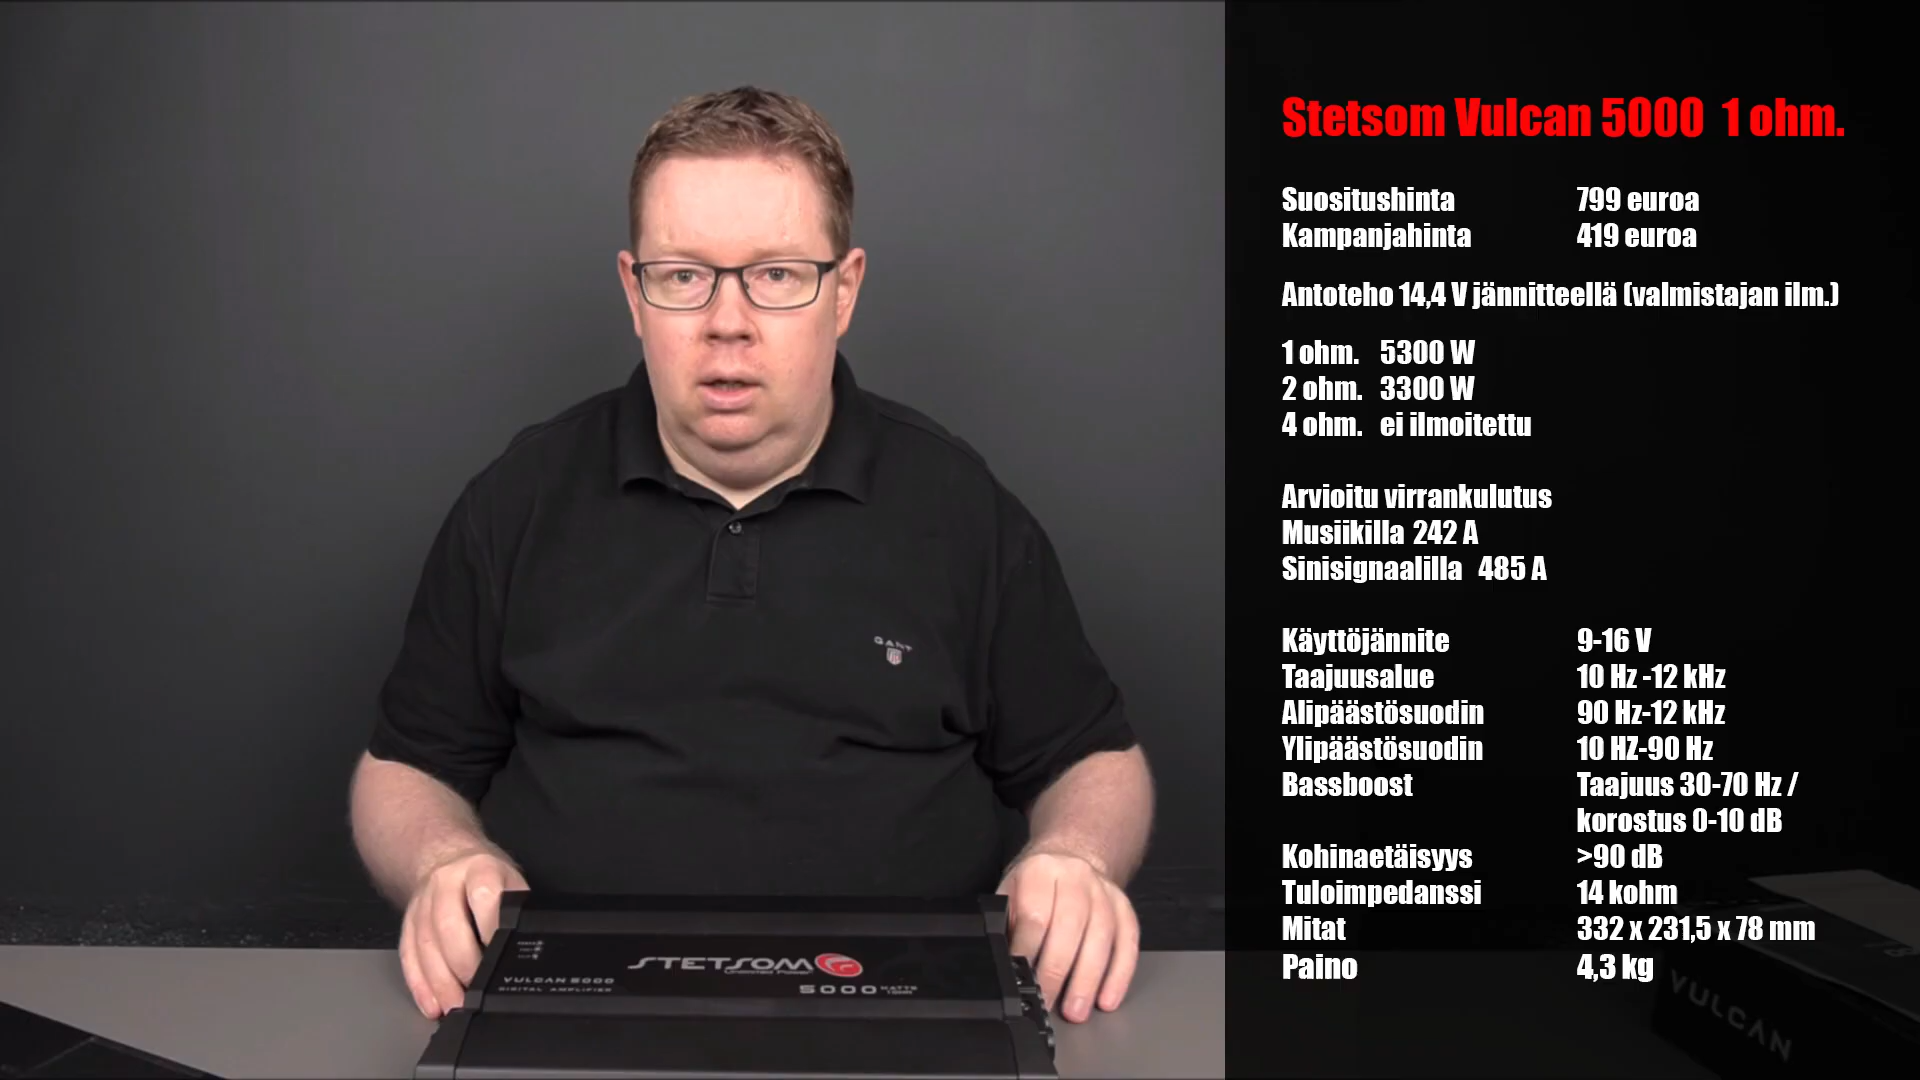 Stetsom Vulcan 5000 1 ohm.
Suositushinta 799 euroa
Kampanjahinta 419 euroa
Antoteho 14,4 V jännitteellä (valmistajan ilm.)
1 ohm. 5300 W
2 ohm. 3300 W
4 ohm. ei ilmoitettu
Arvioitu virrankulutus
Musiikilla 242 A
Sinisignaalilla 485 A
Käyttöjännite 9-16 V
Taajuusalue 10 Hz -12 kHz
Alipäästösuodin 90 Hz-12 kHz
Ylipäästösuodin 10 HZ-90 Hz
Bassboost Taajuus 30-70 Hz /
korostus 0-10 dB
Kohinaetäisyys >90 dB
Tuloimpedanssi 14 kohm
Mitat 332 x 231,5 x 78 mm
Paino 4,3 kg
GANT
STETSOM
Unlimited Power
VULCAN 5000
DIGITAL AMPLIFIER
5000 WATTS
VULCAN